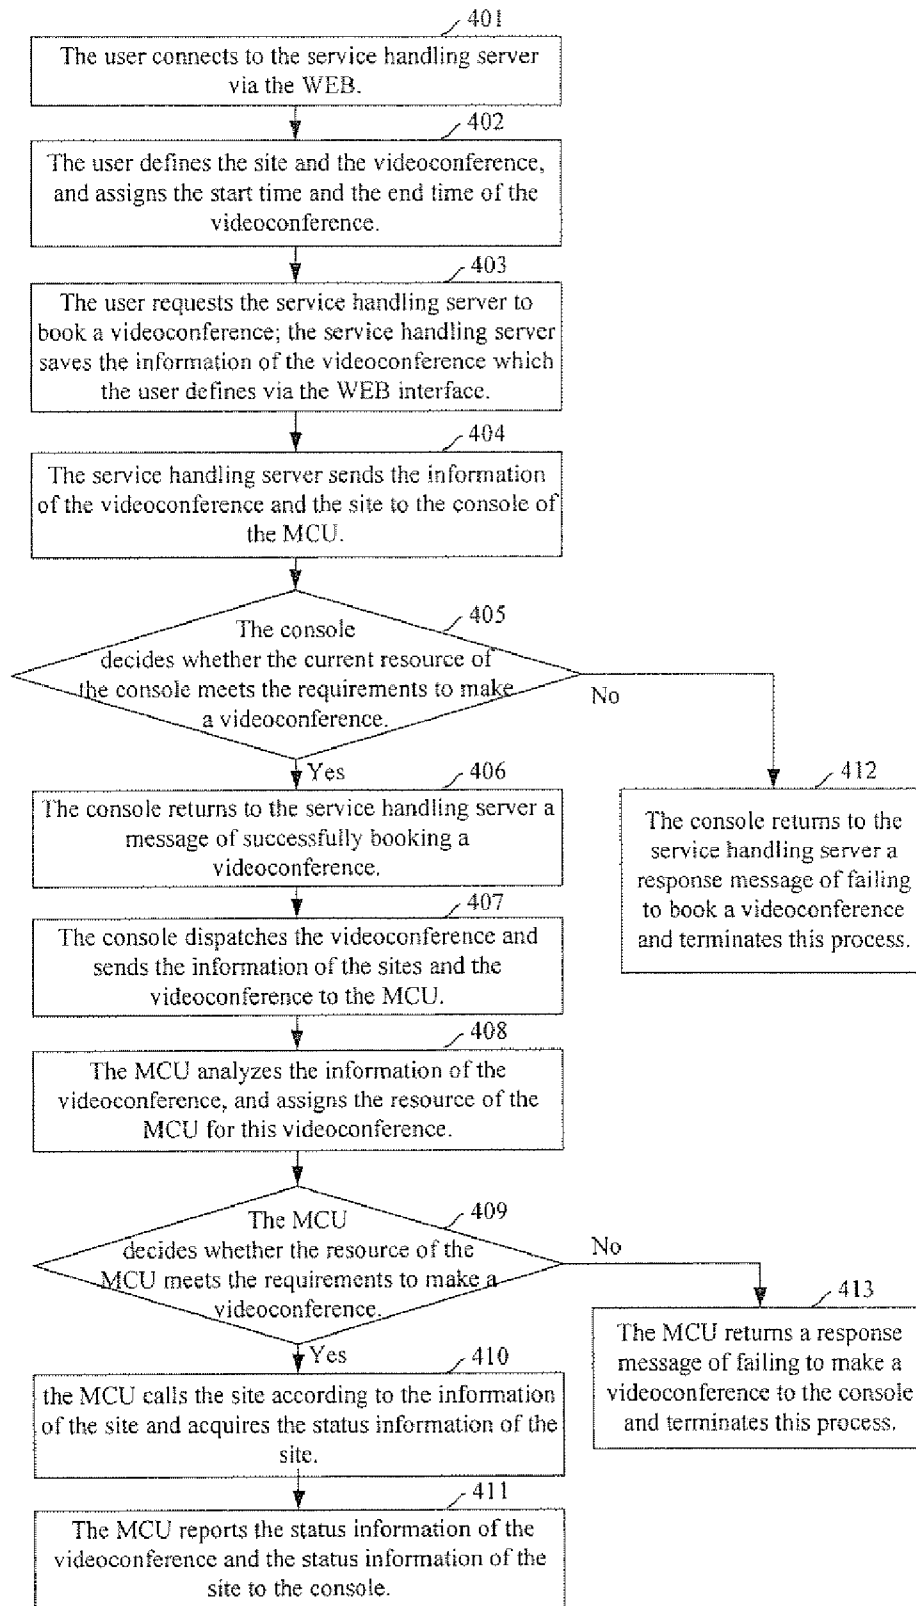 401
The user connects to the service handling server
via the WEB.
402
The user defines the site and the videoconference,
and assigns the start time and the end time of the
videoconference.
403
The user requests the service handling server to
book a videoconference; the service handling server
saves the information of the videoconference which
the user defines via the WEB interface.
404
The service handling server sends the information
of the videoconference and the site to the console of
the MCU.
405
The console
decides whether the current resource of
the console meets the requirements to make
a videoconference.
No
Yes
406
The console returns to the service handling server a
message of successfully booking a
videoconference.
412
The console returns to the
service handling server a
response message of failing
to book a videoconference
and terminates this process.
407
The console dispatches the videoconference and
sends the information of the sites and the
videoconference to the MCU.
408
The MCU analyzes the information of the
videoconference, and assigns the resource of the
MCU for this videoconference.
409
The MCU
decides whether the resource of the
MCU meets the requirements to make a
videoconference.
No
Yes
413
The MCU returns a response
message of failing to make a
videoconference to the console
and terminates this process.
410
the MCU calls the site according to the information
of the site and acquires the status information of the
site.
411
The MCU reports the status information of the
videoconference and the status information of the
site to the console.